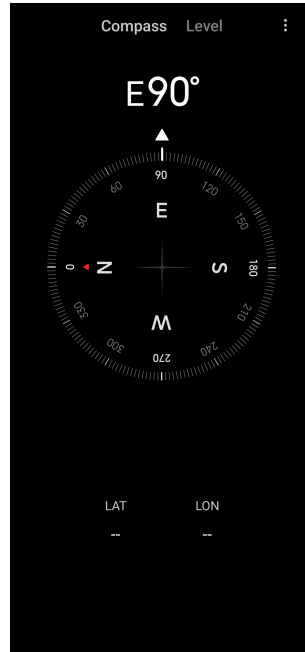 Compass Level
E90°
90
60 120
E
30 150
0 N S 180
330 210
W
300 240
270
LAT LON
-- --